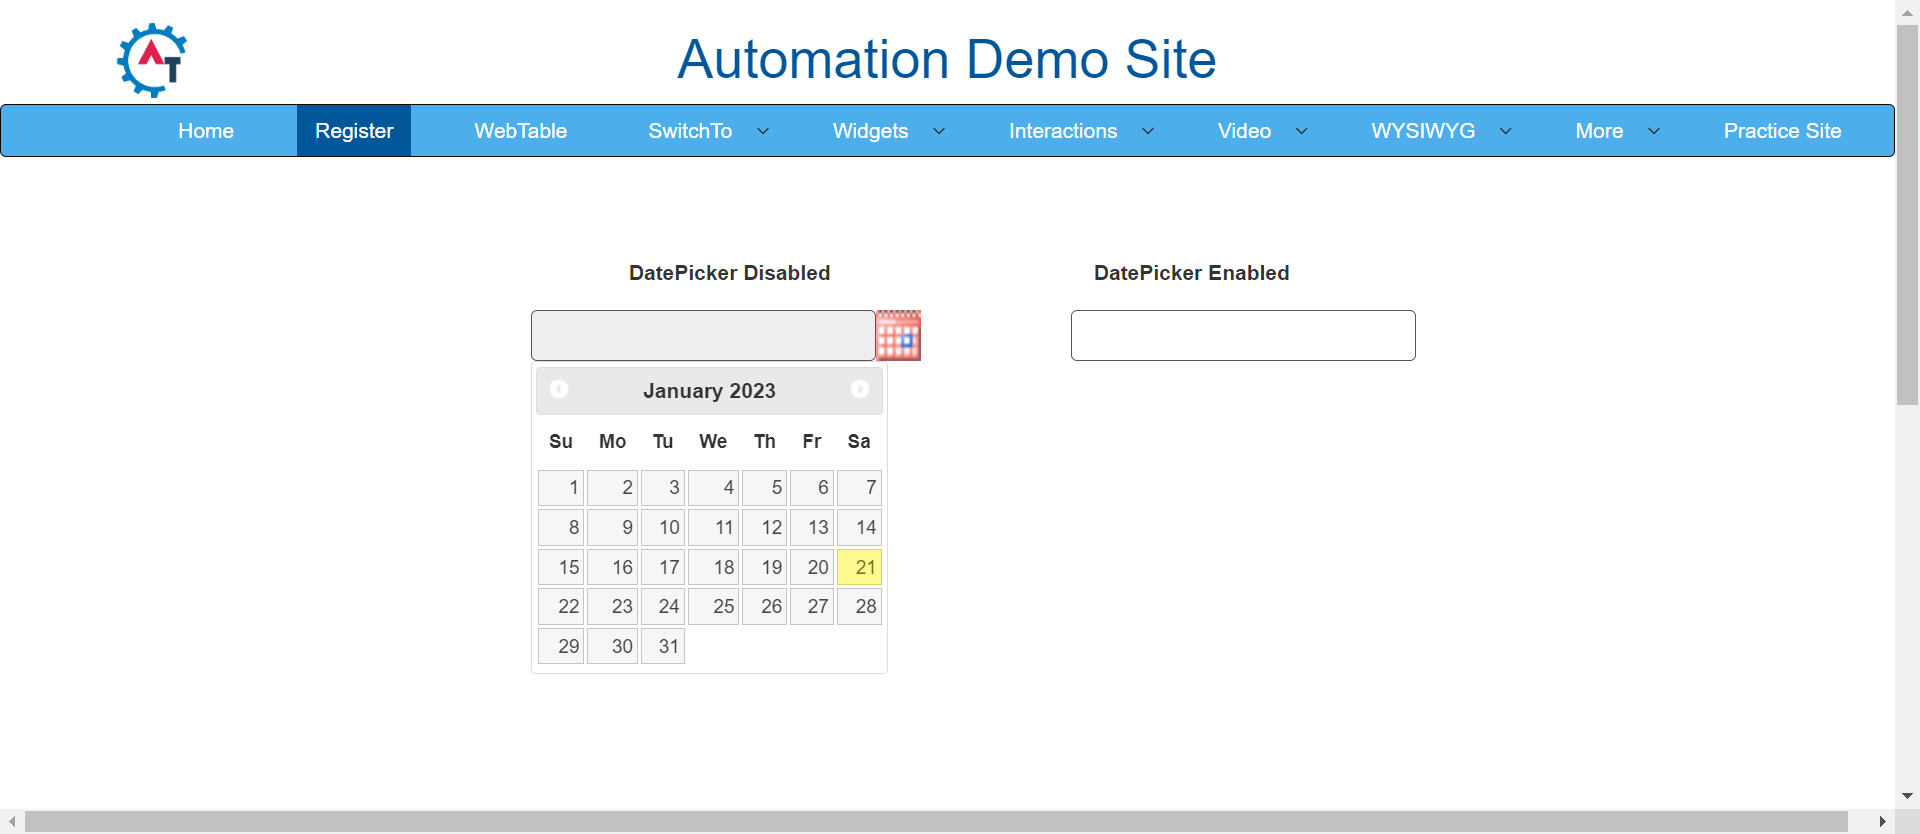 AT
Automation Demo Site
Home Register WebTable SwitchTo Widgets Interactions Video WYSIWYG More Practice Site
DatePicker Disabled DatePicker Enabled
January 2023
Su Mo Tu We Th Fr Sa
1 2 3 4 5 6 7
8 9 10 11 12 13 14
15 16 17 18 19 20 21
22 23 24 25 26 27 28
29 30 31